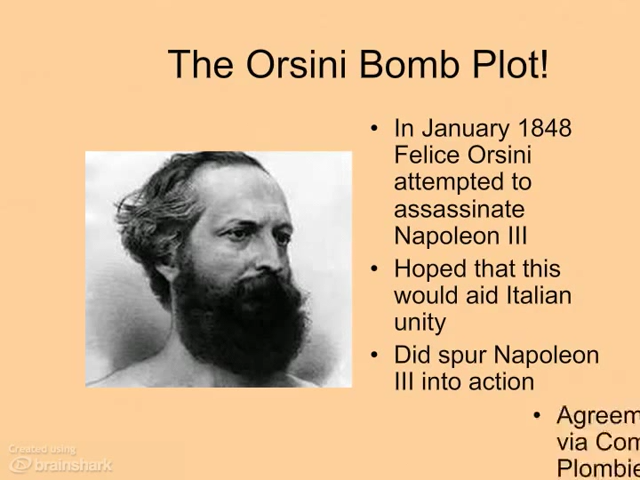 The Orsini Bomb Plot!
• In January 1848
Felice Orsini
attempted to
assassinate
Napoleon III
• Hoped that this
would aid Italian
unity
• Did spur Napoleon
III into action
• Agreem
via Com
Plombie
Created using
brainshark